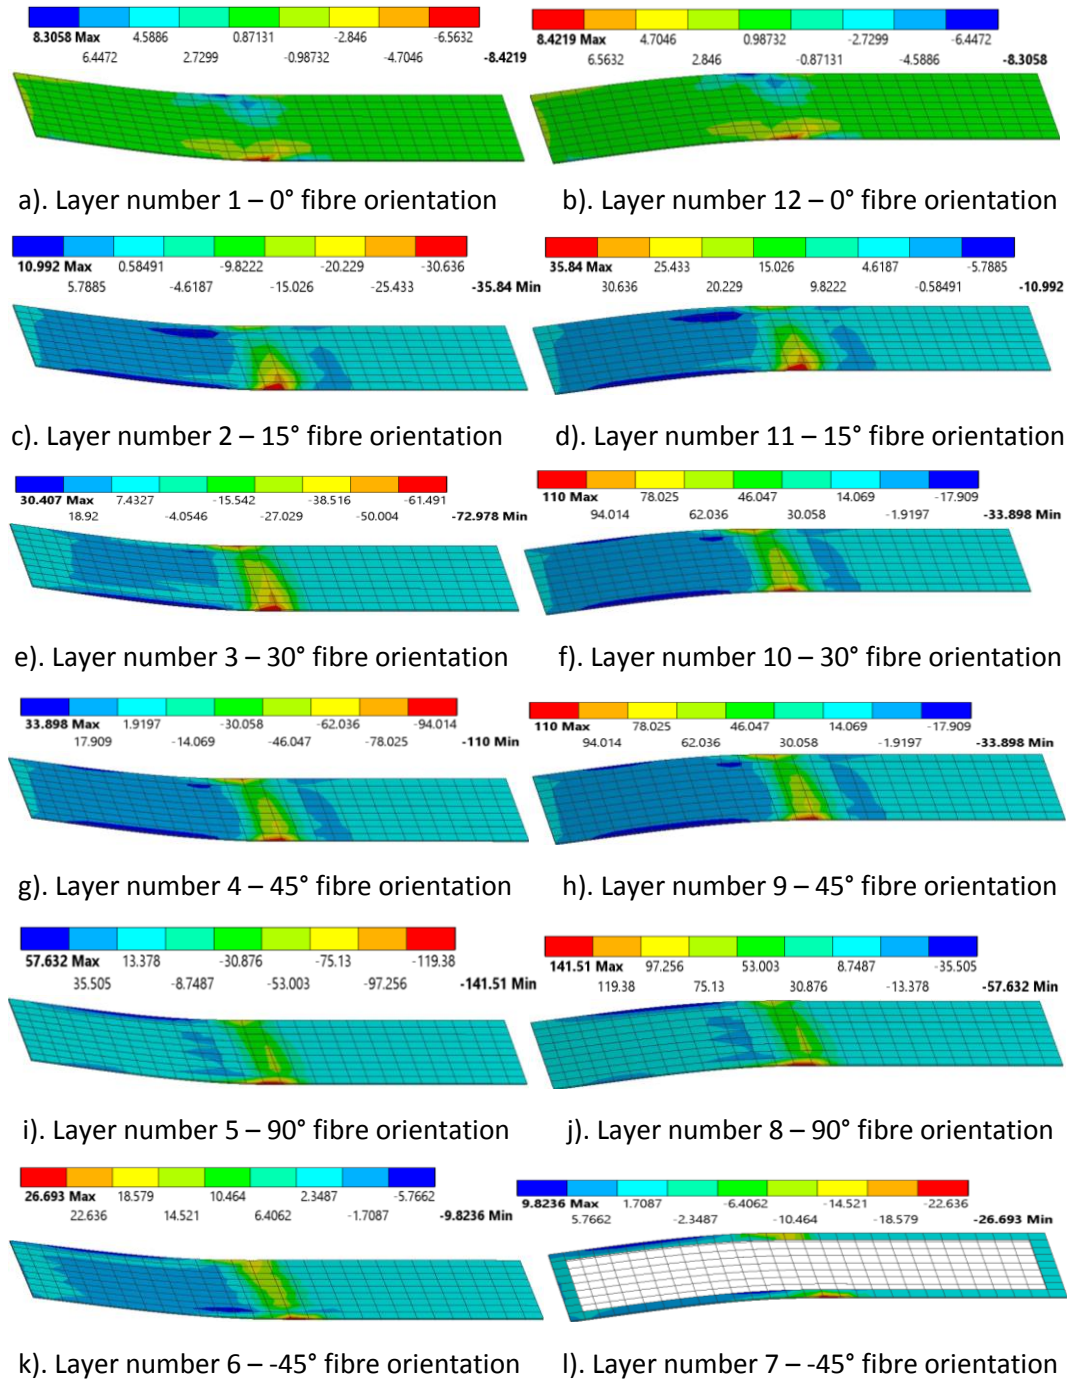 8.3058 Max 4.5886 0.87131 -2.846 -6.5632
6.4472 2.7299 -0.98732 -4.7046 -8.4219
8.4219 Max 4.7046 0.98732 -2.7299 -6.4472
6.5632 2.846 -0.87131 -4.5886 -8.3058
a). Layer number 1 – 0° fibre orientation
b). Layer number 12 – 0° fibre orientation
10.992 Max 0.58491 -9.8222 -20.229 -30.636
5.7885 -4.6187 -15.026 -25.433 -35.84 Min
35.84 Max 25.433 15.026 4.6187 -5.7885
30.636 20.229 9.8222 -0.58491 -10.992
c). Layer number 2 – 15° fibre orientation
d). Layer number 11 – 15° fibre orientation
30.407 Max 7.4327 -15.542 -38.516 -61.491
18.92 -4.0546 -27.029 -50.004 -72.978 Min
110 Max 78.025 46.047 14.069 -17.909
94.014 62.036 30.058 -1.9197 -33.898 Min
e). Layer number 3 – 30° fibre orientation
f). Layer number 10 – 30° fibre orientation
33.898 Max 1.9197 -30.058 -62.036 -94.014
17.909 -14.069 -46.047 -78.025 -110 Min
110 Max 78.025 46.047 14.069 -17.909
94.014 62.036 30.058 -1.9197 -33.898 Min
g). Layer number 4 – 45° fibre orientation
h). Layer number 9 – 45° fibre orientation
57.632 Max 13.378 -30.876 -75.13 -119.38
35.505 -8.7487 -53.003 -97.256 -141.51 Min
141.51 Max 97.256 53.003 8.7487 -35.505
119.38 75.13 30.876 -13.378 -57.632 Min
i). Layer number 5 – 90° fibre orientation
j). Layer number 8 – 90° fibre orientation
26.693 Max 18.579 10.464 2.3487 -5.7662
22.636 14.521 6.4062 -1.7087 -9.8236 Min
9.8236 Max 1.7087 -6.4062 -14.521 -22.636
5.7662 -2.3487 -10.464 -18.579 -26.693 Min
k). Layer number 6 – -45° fibre orientation
l). Layer number 7 – -45° fibre orientation